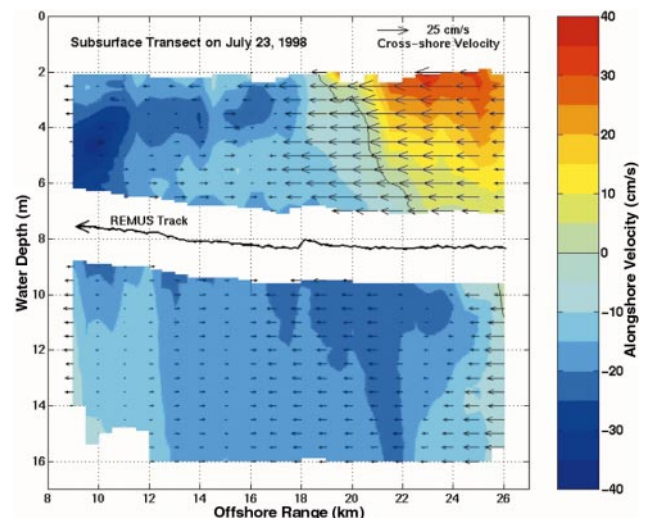 Subsurface Transect on July 23, 1998
25 cm/s
Cross-shore Velocity
REMUS Track
0
2
4
6
8
10
12
14
16
Water Depth (m)
8 10 12 14 16 18 20 22 24 26
Offshore Range (km)
40
30
20
10
0
-10
-20
-30
-40
Alongshore Velocity (cm/s)